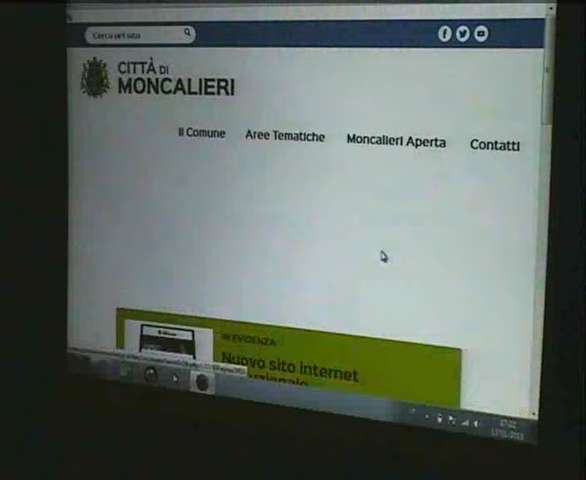 Cerca nel sito
CITTÀ DI
MONCALIERI
Il Comune Aree Tematiche Moncalieri Aperta Contatti
IN EVIDENZA
Nuovo sito internet